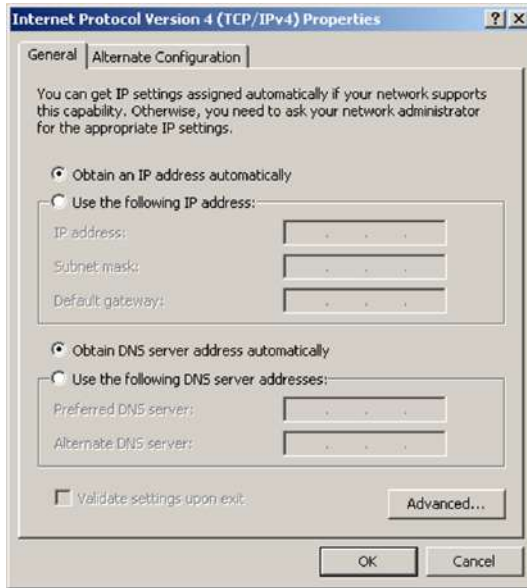 Internet Protocol Version 4 (TCP/IPv4) Properties
General
Alternate Configuration
You can get IP settings assigned automatically if your network supports
this capability. Otherwise, you need to ask your network administrator
for the appropriate IP settings.
Obtain an IP address automatically
Use the following IP address:
IP address:
Subnet mask:
Default gateway:
Obtain DNS server address automatically
Use the following DNS server addresses:
Preferred DNS server:
Alternate DNS server:
Validate settings upon exit
Advanced...
OK
Cancel